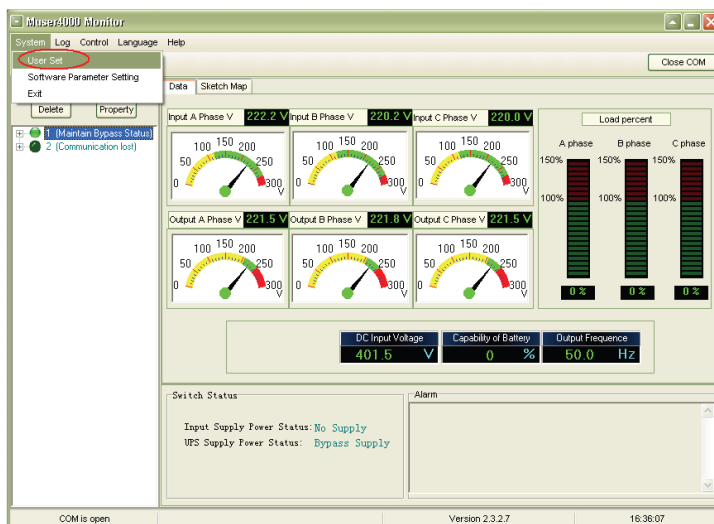 Muser4000 Monitor
System Log Control Language Help
User Set
Software Parameter Setting
Exit
Close COM
Delete Property
1 (Maintain Bypass Status)
2 (Communication lost)
Data Sketch Map
Input A Phase V 222.2 V Input B Phase V 220.2 V Input C Phase V 220.0 V
0 50 100 150 200 250 300 V
0 50 100 150 200 250 300 V
0 50 100 150 200 250 300 V
Output A Phase V 221.5 V Output B Phase V 221.8 V Output C Phase V 221.5 V
0 50 100 150 200 250 300 V
0 50 100 150 200 250 300 V
0 50 100 150 200 250 300 V
Load percent
A phase B phase C phase
150% 150% 150%
100% 100% 100%
0 % 0 % 0 %
DC Input Voltage Capability of Battery Output Frequence
401.5 V 0 % 50.0 Hz
Switch Status
Input Supply Power Status: No Supply
UPS Supply Power Status: Bypass Supply
Alarm
COM is open Version 2.3.2.7 16:36:07